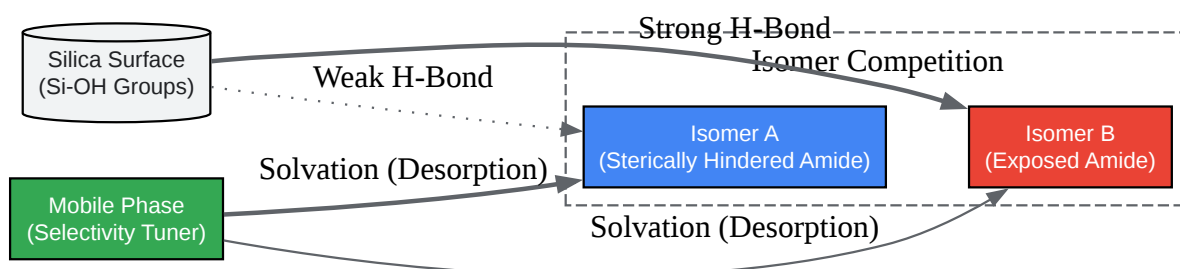 Silica Surface
(Si-OH Groups)
Strong H-Bond
Isomer Competition
Weak H-Bond
Isomer A
(Sterically Hindered Amide)
Isomer B
(Exposed Amide)
Solvation (Desorption)
Mobile Phase
(Selectivity Tuner)
Solvation (Desorption)